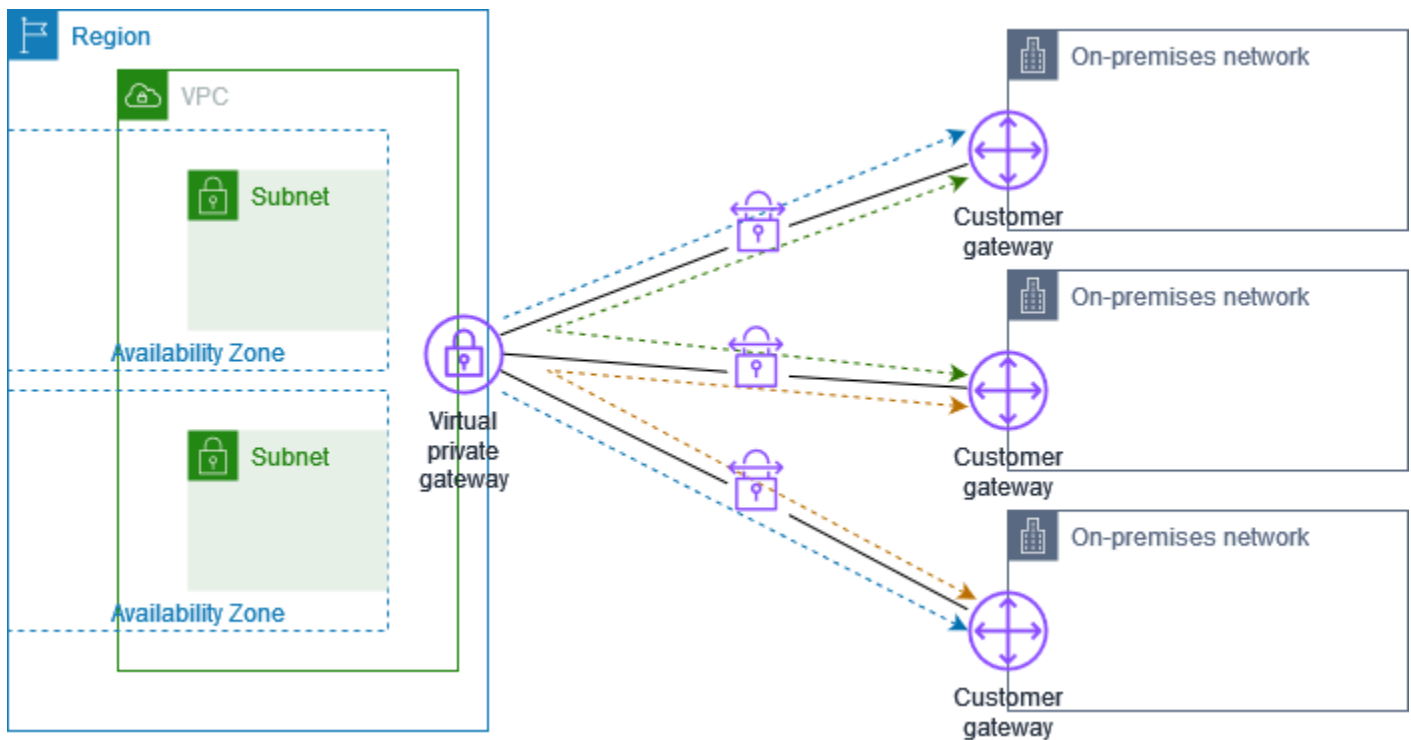 Region
VPC
Subnet
Availability Zone
Subnet
Availability Zone
Virtual
private
gateway
On-premises network
Customer
gateway
On-premises network
Customer
gateway
On-premises network
Customer
gateway